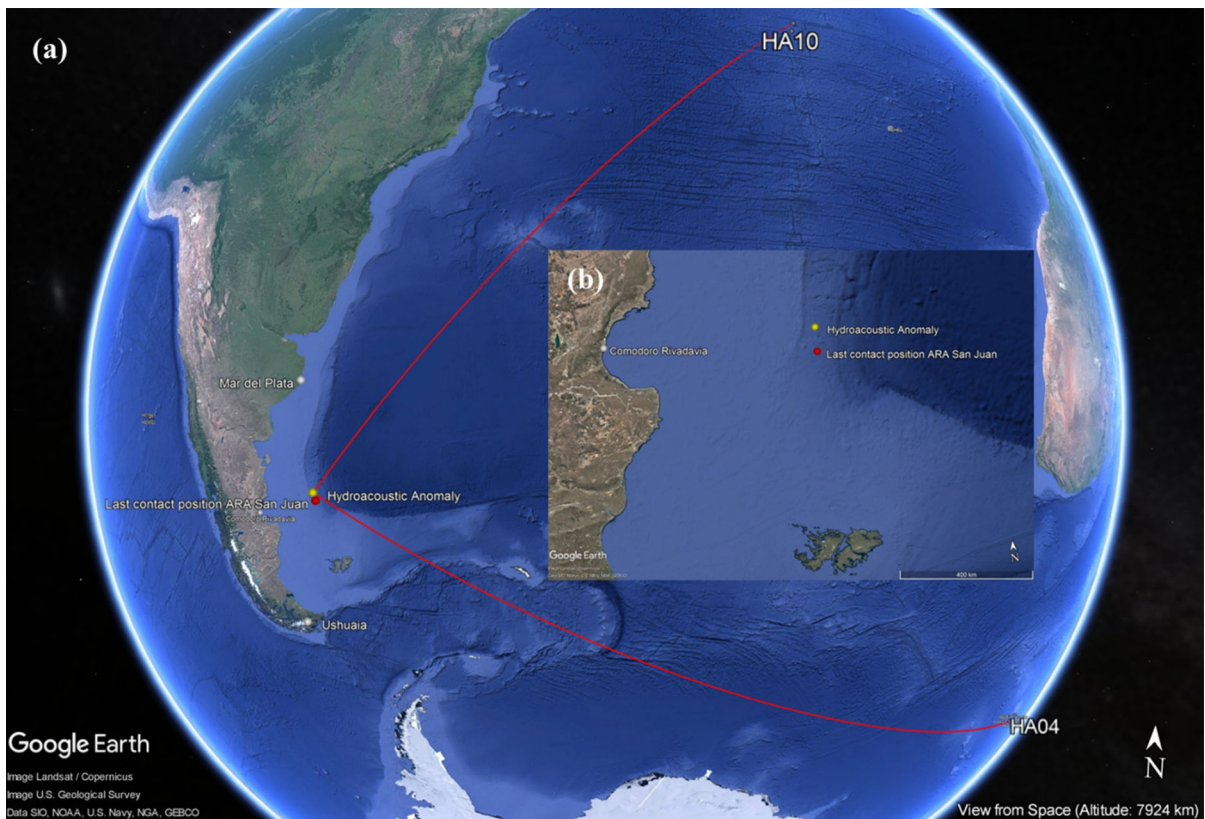 (a)
HA10
(b)
Hydroacoustic Anomaly
Comodoro Rivadavia
Last contact position ARA San Juan
Mar del Plata
Hydroacoustic Anomaly
Last contact position ARA San Juan
Comodoro Rivadavia
Google Earth
N
400 km
Ushuaia
HA04
Google Earth
N
Image Landsat / Copernicus
Image U.S. Geological Survey
Data SIO, NOAA, U.S. Navy, NGA, GEBCO
View from Space (Altitude: 7924 km)